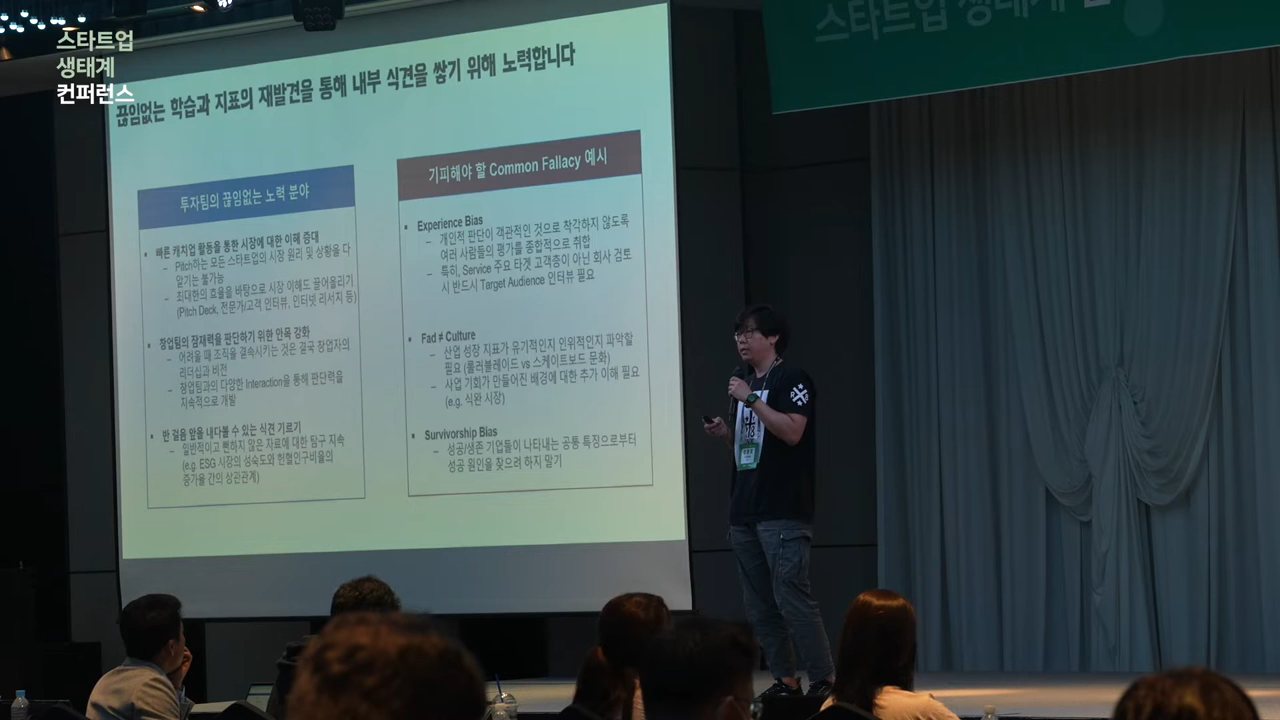 스타트업
생태계
컨퍼런스
스타트업 생태계 컨
끊임없는 학습과 지표의 재발견을 통해 내부 식견을 쌓기 위해 노력합니다
투자팀의 끊임없는 노력 분야
빠른 캐치업 활동을 통한 시장에 대한 이해 증대
– Pitch하는 모든 스타트업의 시장 원리 및 상황을 다
알기는 불가능
– 최대한의 효율을 바탕으로 시장 이해도 끌어올리기
(Pitch Deck, 전문가/고객 인터뷰, 인터넷 리서치 등)
창업팀의 잠재력을 판단하기 위한 안목 강화
– 어려울 때 조직을 결속시키는 것은 결국 창업자의
리더십과 비전
– 창업팀과의 다양한 Interaction을 통해 판단력을
지속적으로 개발
반 걸음 앞을 내다볼 수 있는 식견 기르기
– 일반적이고 뻔하지 않은 자료에 대한 탐구 지속
(e.g. ESG 시장의 성숙도와 헌혈인구비율의
증가율 간의 상관관계)
기피해야 할 Common Fallacy 예시
Experience Bias
– 개인적 판단이 객관적인 것으로 착각하지 않도록
여러 사람들의 평가를 종합적으로 취합
– 특히, Service 주요 타겟 고객층이 아닌 회사 검토
시 반드시 Target Audience 인터뷰 필요
Fad ≠ Culture
– 산업 성장 지표가 유기적인지 인위적인지 파악할
필요 (롤러블레이드 vs 스케이트보드 문화)
– 사업 기회가 만들어진 배경에 대한 추가 이해 필요
(e.g. 식완 시장)
Survivorship Bias
– 성공/생존 기업들이 나타내는 공통 특징으로부터
성공 원인을 찾으려 하지 말기